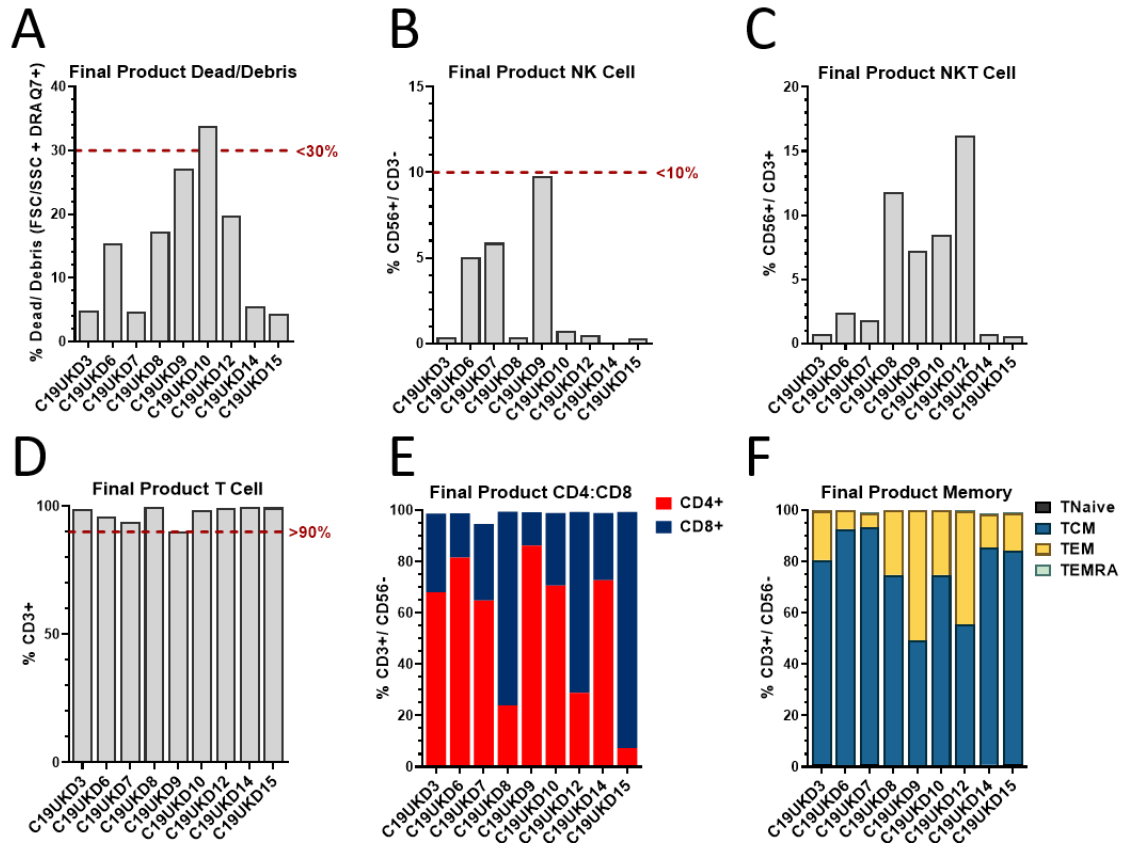 A
Final Product Dead/Debris
% Dead/ Debris (FSC/SSC + DRAQ7+)
40
30
20
10
0
<30%
C19UKD3
C19UKD6
C19UKD7
C19UKD8
C19UKD9
C19UKD10
C19UKD12
C19UKD14
C19UKD15
B
Final Product NK Cell
% CD56+/ CD3-
15
10
5
0
<10%
C19UKD3
C19UKD6
C19UKD7
C19UKD8
C19UKD9
C19UKD10
C19UKD12
C19UKD14
C19UKD15
C
Final Product NKT Cell
% CD56+/ CD3+
20
15
10
5
0
C19UKD3
C19UKD6
C19UKD7
C19UKD8
C19UKD9
C19UKD10
C19UKD12
C19UKD14
C19UKD15
D
Final Product T Cell
% CD3+
100
50
0
>90%
C19UKD3
C19UKD6
C19UKD7
C19UKD8
C19UKD9
C19UKD10
C19UKD12
C19UKD14
C19UKD15
E
Final Product CD4:CD8
% CD3+/ CD56-
100
80
60
40
20
0
CD4+
CD8+
C19UKD3
C19UKD6
C19UKD7
C19UKD8
C19UKD9
C19UKD10
C19UKD12
C19UKD14
C19UKD15
F
Final Product Memory
% CD3+/ CD56-
100
80
60
40
20
0
TNaive
TCM
TEM
TEMRA
C19UKD3
C19UKD6
C19UKD7
C19UKD8
C19UKD9
C19UKD10
C19UKD12
C19UKD14
C19UKD15